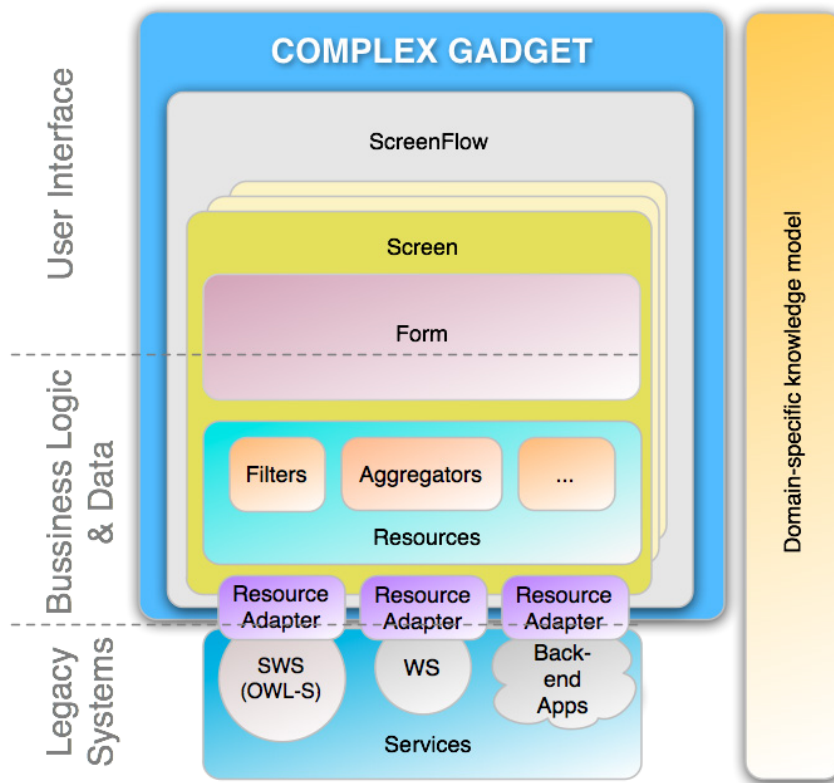 COMPLEX GADGET
User Interface
ScreenFlow
Screen
Form
Bussiness Logic
& Data
Filters
Aggregators
...
Resources
Resource
Adapter
Resource
Adapter
Resource
Adapter
Legacy
Systems
SWS
(OWL-S)
WS
Back-
end
Apps
Services
Domain-specific knowledge model